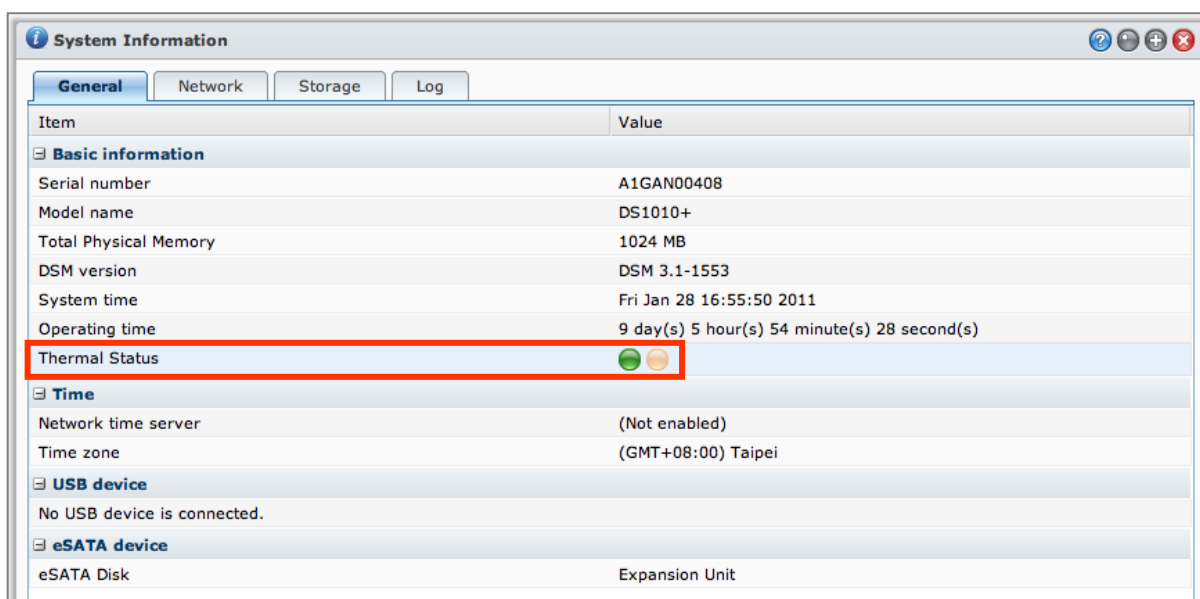 System Information
General Network Storage Log
Item Value
Basic information
Serial number A1GAN00408
Model name DS1010+
Total Physical Memory 1024 MB
DSM version DSM 3.1-1553
System time Fri Jan 28 16:55:50 2011
Operating time 9 day(s) 5 hour(s) 54 minute(s) 28 second(s)
Thermal Status
Time
Network time server (Not enabled)
Time zone (GMT+08:00) Taipei
USB device
No USB device is connected.
eSATA device
eSATA Disk Expansion Unit